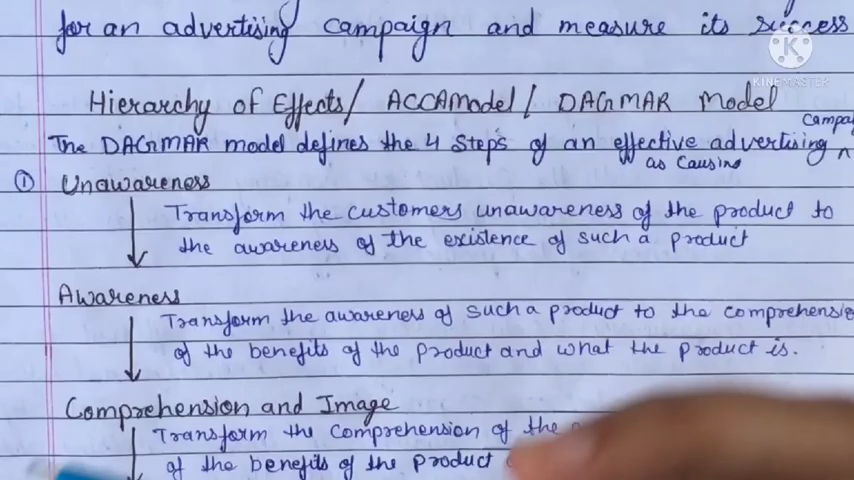 for an advertising campaign and measure its success
KINEMASTER
Hierarchy of Effects/ ACCAModel/ DAGMAR Model
The DAGMAR model defines the 4 Steps of an effective advertising
as causing
① Unawareness
Transform the customers unawareness of the product to
the awareness of the existence of such a product
Awareness
Transform the awareness of such a product to the
of the benefits of the product and what the product is.
Comprehension and Image
Transform the comprehension of the
of the benefits of the product